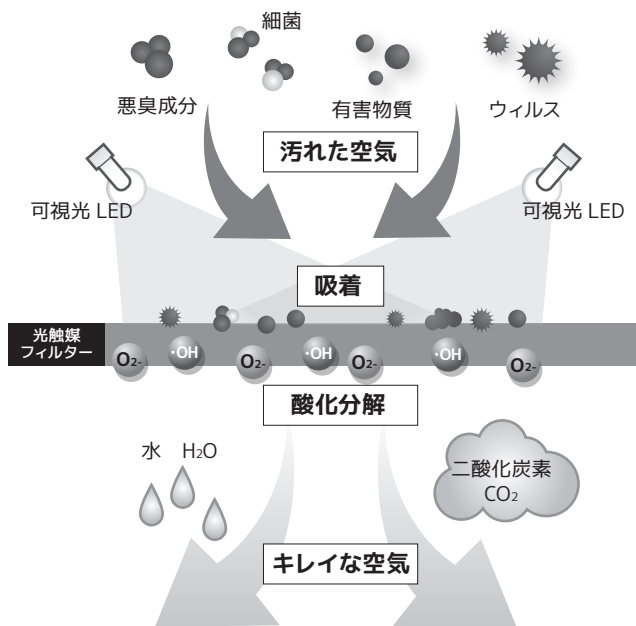 細菌
悪臭成分
有害物質
ウィルス
汚れた空気
可視光 LED
可視光 LED
吸着
光触媒
フィルター
O2-
·OH
O2-
·OH
O2-
·OH
O2-
酸化分解
水 H2O
二酸化炭素
CO2
キレイな空気